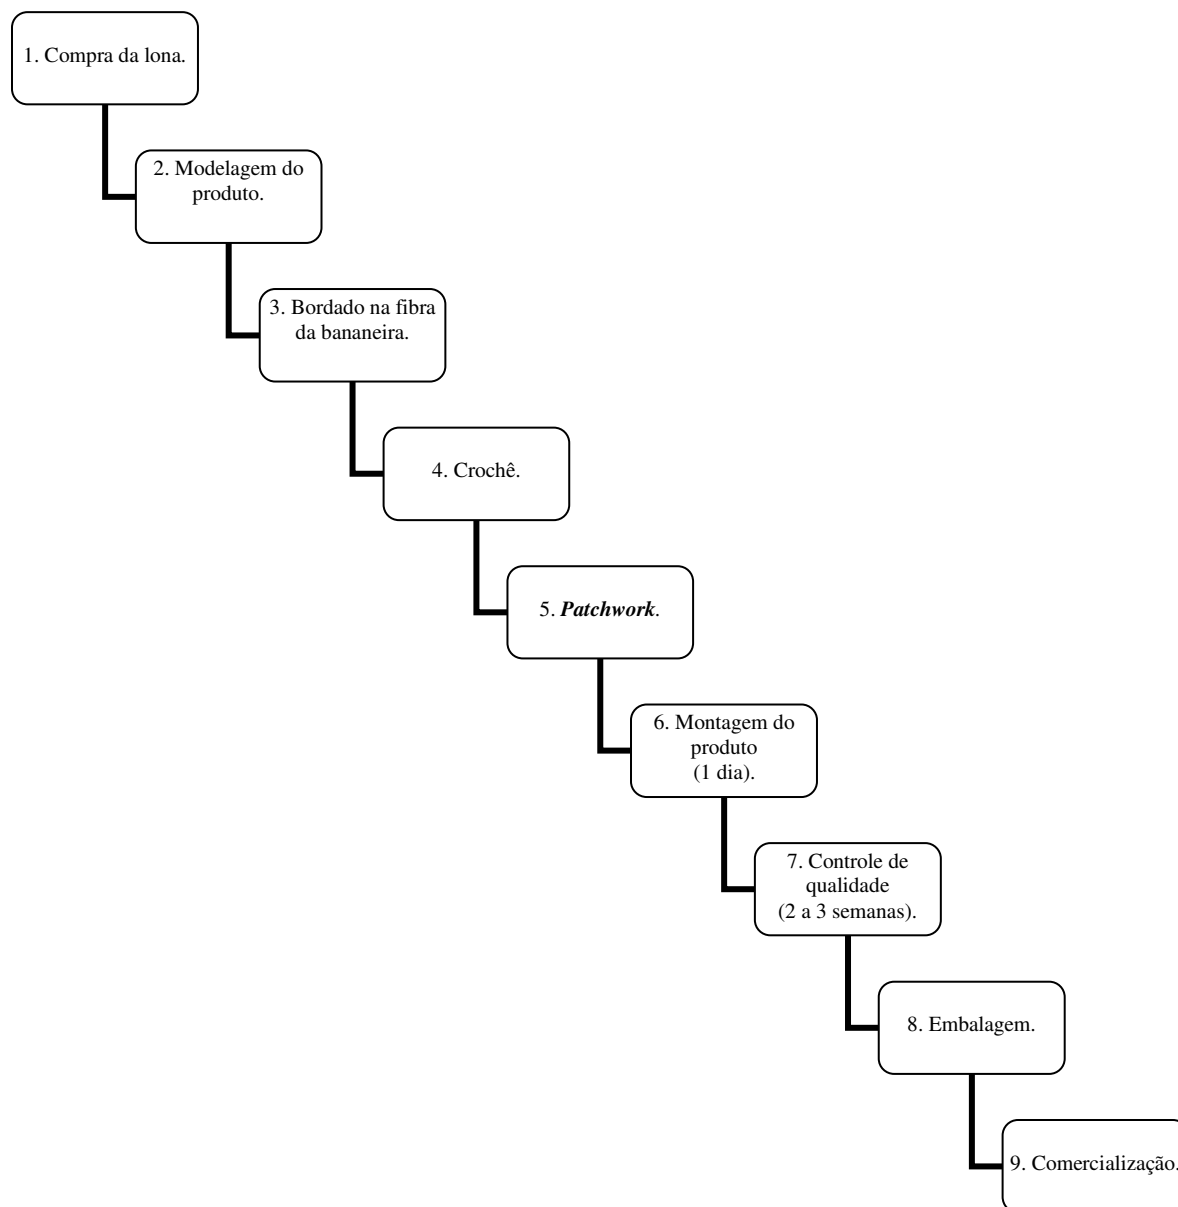 1. Compra da lona.
2. Modelagem do
produto.
3. Bordado na fibra
da bananeira.
4. Crochê.
5. Patchwork.
6. Montagem do
produto
(1 dia).
7. Controle de
qualidade
(2 a 3 semanas).
8. Embalagem.
9. Comercialização.